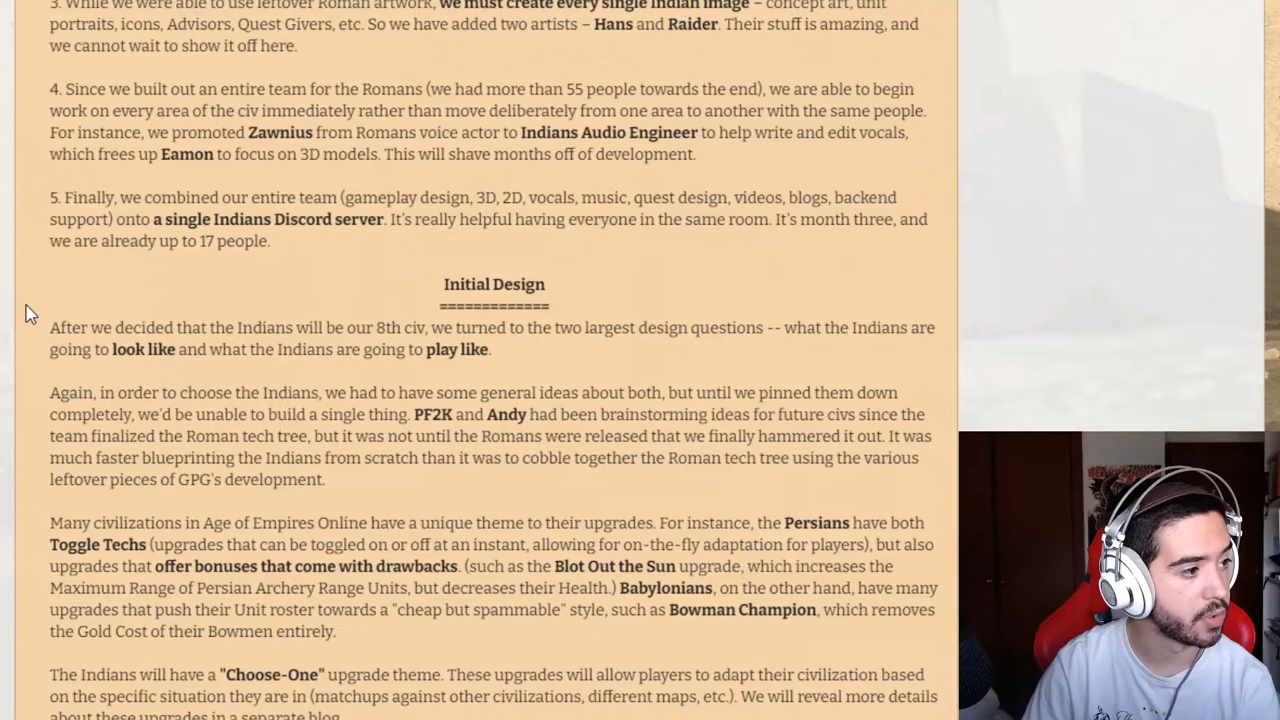 3. While we were able to use leftover Roman artwork, we must create every single Indian image – concept art, unit
portraits, icons, Advisors, Quest Givers, etc. So we have added two artists – Hans and Raider. Their stuff is amazing, and
we cannot wait to show it off here.
4. Since we built out an entire team for the Romans (we had more than 55 people towards the end), we are able to begin
work on every area of the civ immediately rather than move deliberately from one area to another with the same people.
For instance, we promoted Zawnius from Romans voice actor to Indians Audio Engineer to help write and edit vocals,
which frees up Eamon to focus on 3D models. This will shave months off of development.
5. Finally, we combined our entire team (gameplay design, 3D, 2D, vocals, music, quest design, videos, blogs, backend
support) onto a single Indians Discord server. It's really helpful having everyone in the same room. It's month three, and
we are already up to 17 people.
Initial Design
=============
After we decided that the Indians will be our 8th civ, we turned to the two largest design questions -- what the Indians are
going to look like and what the Indians are going to play like.
Again, in order to choose the Indians, we had to have some general ideas about both, but until we pinned them down
completely, we'd be unable to build a single thing. PF2K and Andy had been brainstorming ideas for future civs since the
team finalized the Roman tech tree, but it was not until the Romans were released that we finally hammered it out. It was
much faster blueprinting the Indians from scratch than it was to cobble together the Roman tech tree using the various
leftover pieces of GPG's development.
Many civilizations in Age of Empires Online have a unique theme to their upgrades. For instance, the Persians have both
Toggle Techs (upgrades that can be toggled on or off at an instant, allowing for on-the-fly adaptation for players), but also
upgrades that offer bonuses that come with drawbacks. (such as the Blot Out the Sun upgrade, which increases the
Maximum Range of Persian Archery Range Units, but decreases their Health.) Babylonians, on the other hand, have many
upgrades that push their Unit roster towards a "cheap but spammable" style, such as Bowman Champion, which removes
the Gold Cost of their Bowmen entirely.
The Indians will have a "Choose-One" upgrade theme. These upgrades will allow players to adapt their civilization based
on the specific situation they are in (matchups against other civilizations, different maps, etc.). We will reveal more details
about these upgrades in a separate blog.